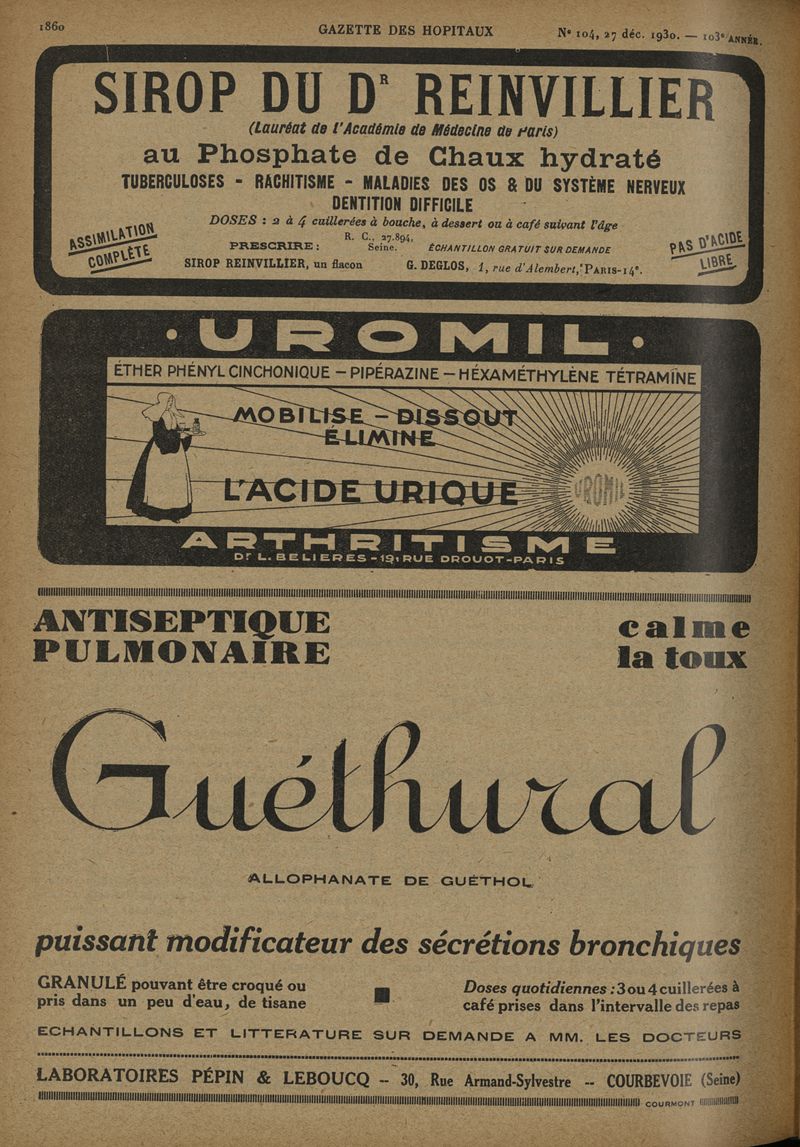 1860 GAZETTE DES HOPITAUX Nº 104, 27 déc. 1930. — 103e ANNÉE.
SIROP DU DR REINVILLIER
(Lauréat de l'Académie de Médecine de Paris)
au Phosphate de Chaux hydraté
TUBERCULOSES - RACHITISME - MALADIES DES OS & DU SYSTÈME NERVEUX
DENTITION DIFFICILE
DOSES : 2 à 4 cuillerées à bouche, à dessert ou à café suivant l'âge
ASSIMILATION
COMPLÈTE
PRESCRIRE :
R. C., 27.894,
Seine.
ÉCHANTILLON GRATUIT SUR DEMANDE
PAS D'ACIDE
LIBRE
SIROP REINVILLIER, un flacon G. DEGLOS, 1, rue d'Alembert, PARIS-14e.
· UROMIL ·
ÉTHER PHÉNYL CINCHONIQUE — PIPÉRAZINE — HÉXAMÉTHYLÈNE TÉTRAMINE
MOBILISE — DISSOUT
ÉLIMINE
L'ACIDE URIQUE
UROMIL
ARTHRITISME
Dr L. BELIERES - 19, RUE DROUOT - PARIS
ANTISEPTIQUE
PULMONAIRE
calme
la toux
Guéthural
ALLOPHANATE DE GUÉTHOL
puissant modificateur des sécrétions bronchiques
GRANULÉ pouvant être croqué ou
pris dans un peu d'eau, de tisane
Doses quotidiennes : 3 ou 4 cuillerées à
café prises dans l'intervalle des repas
ECHANTILLONS ET LITTERATURE SUR DEMANDE A MM. LES DOCTEURS
LABORATOIRES PÉPIN & LEBOUCQ -- 30, Rue Armand-Sylvestre -- COURBEVOIE (Seine)
COURMONT